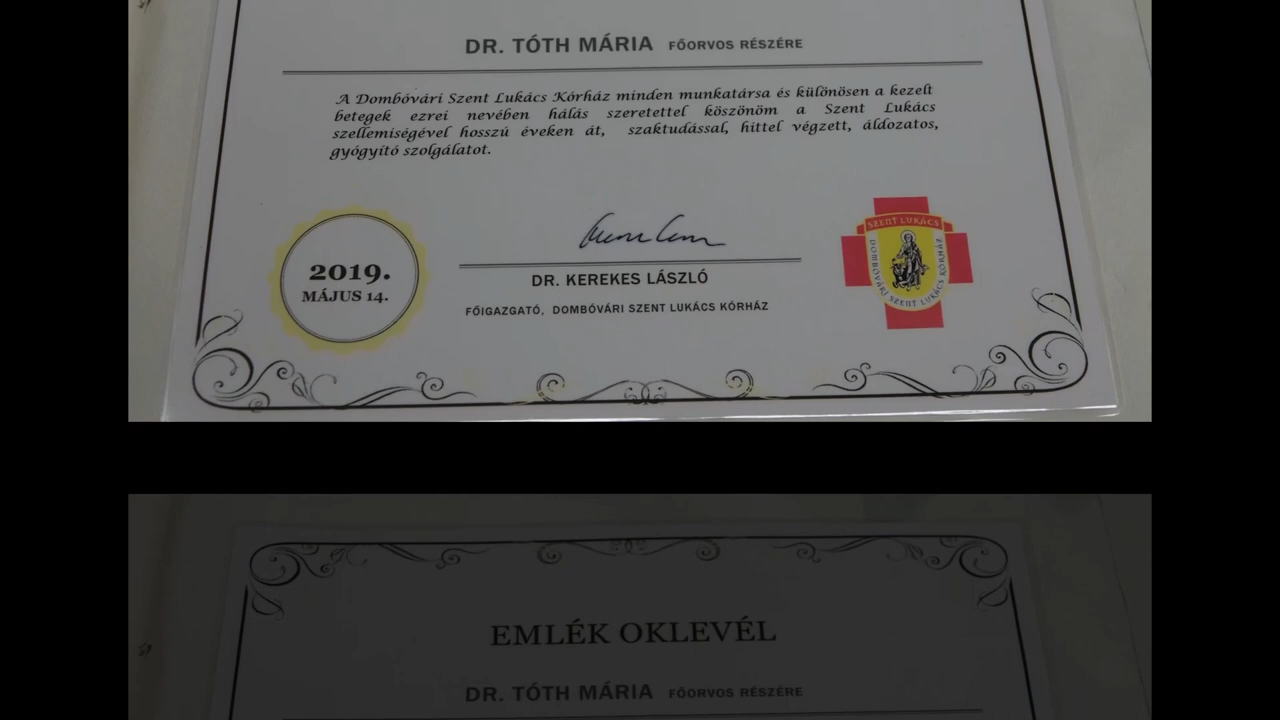 DR. TÓTH MÁRIA FŐORVOS RÉSZÉRE
A Dombóvári Szent Lukács Kórház minden munkatársa és különösen a kezelt
betegek ezrei nevében hálás szeretettel köszönöm a Szent Lukács
szellemiségével hosszú éveken át, szaktudással, hittel végzett, áldozatos,
gyógyító szolgálatot.
2019.
MÁJUS 14.
DR. KEREKES LÁSZLÓ
FŐIGAZGATÓ, DOMBÓVÁRI SZENT LUKÁCS KÓRHÁZ
SZENT LUKÁCS
DOMBÓVÁRI SZENT LUKÁCS KÓRHÁZ
EMLÉK OKLEVÉL
DR. TÓTH MÁRIA FŐORVOS RÉSZÉRE